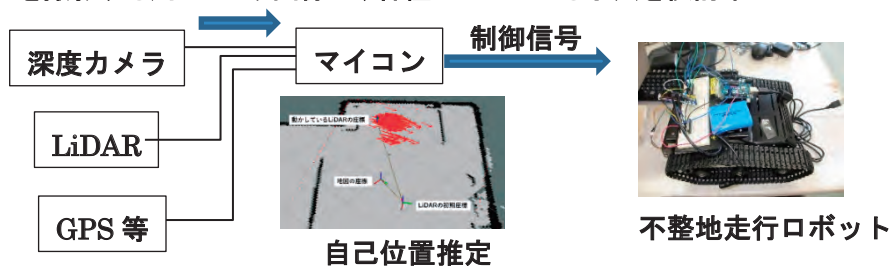 深度カメラ
マイコン
制御信号
LiDAR
動かしているLiDARの座標
地図の座標
LiDARの初期座標
GPS 等
自己位置推定
不整地走行ロボット